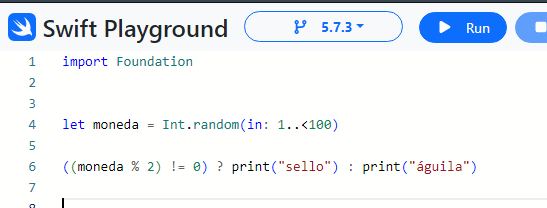 Swift Playground 5.7.3 Run
1 import Foundation
2
3
4 let moneda = Int.random(in: 1..<100)
5
6 ((moneda % 2) != 0) ? print("sello") : print("águila")
7
8